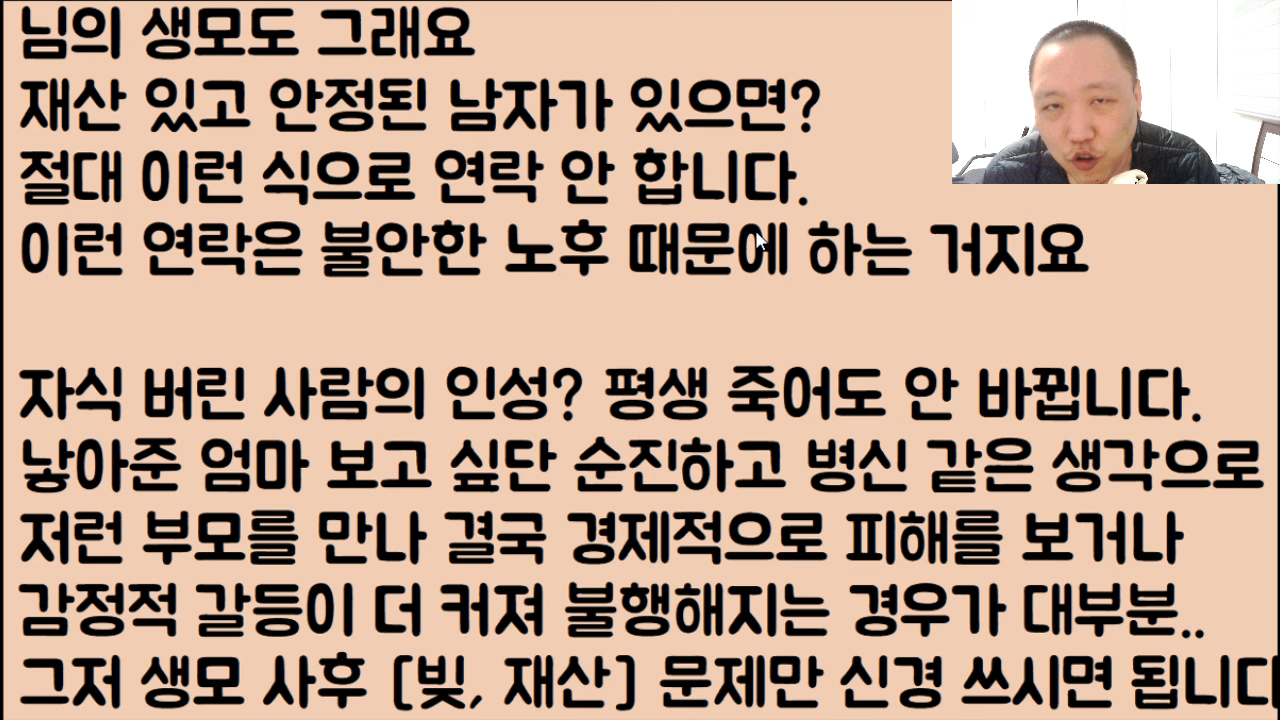 님의 생모도 그래요
재산 있고 안정된 남자가 있으면?
절대 이런 식으로 연락 안 합니다.
이런 연락은 불안한 노후 때문에 하는 거지요
자식 버린 사람의 인성? 평생 죽어도 안 바뀝니다.
낳아준 엄마 보고 싶단 순진하고 병신 같은 생각으로
저런 부모를 만나 결국 경제적으로 피해를 보거나
감정적 갈등이 더 커져 불행해지는 경우가 대부분..
그저 생모 사후 [빚, 재산] 문제만 신경 쓰시면 됩니다